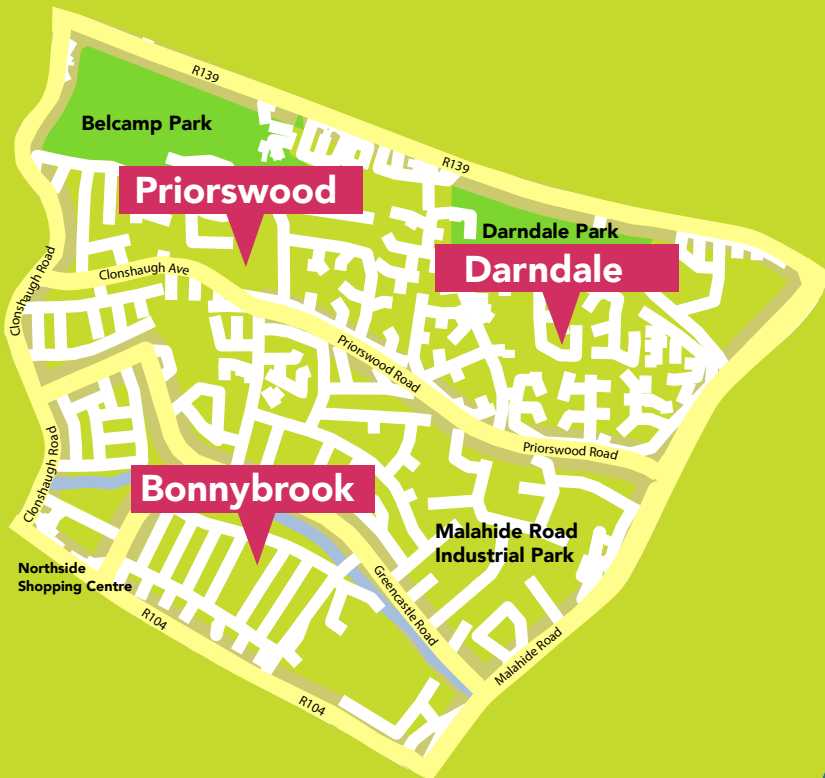 R139
Belcamp Park
R139
Priorswood
Darndale Park
Darndale
Clonshaugh Road
Clonshaugh Ave
Priorswood Road
Priorswood Road
Clonshaugh Road
Bonnybrook
Malahide Road
Industrial Park
Northside
Shopping Centre
Greencastle Road
R104
Malahide Road
R104